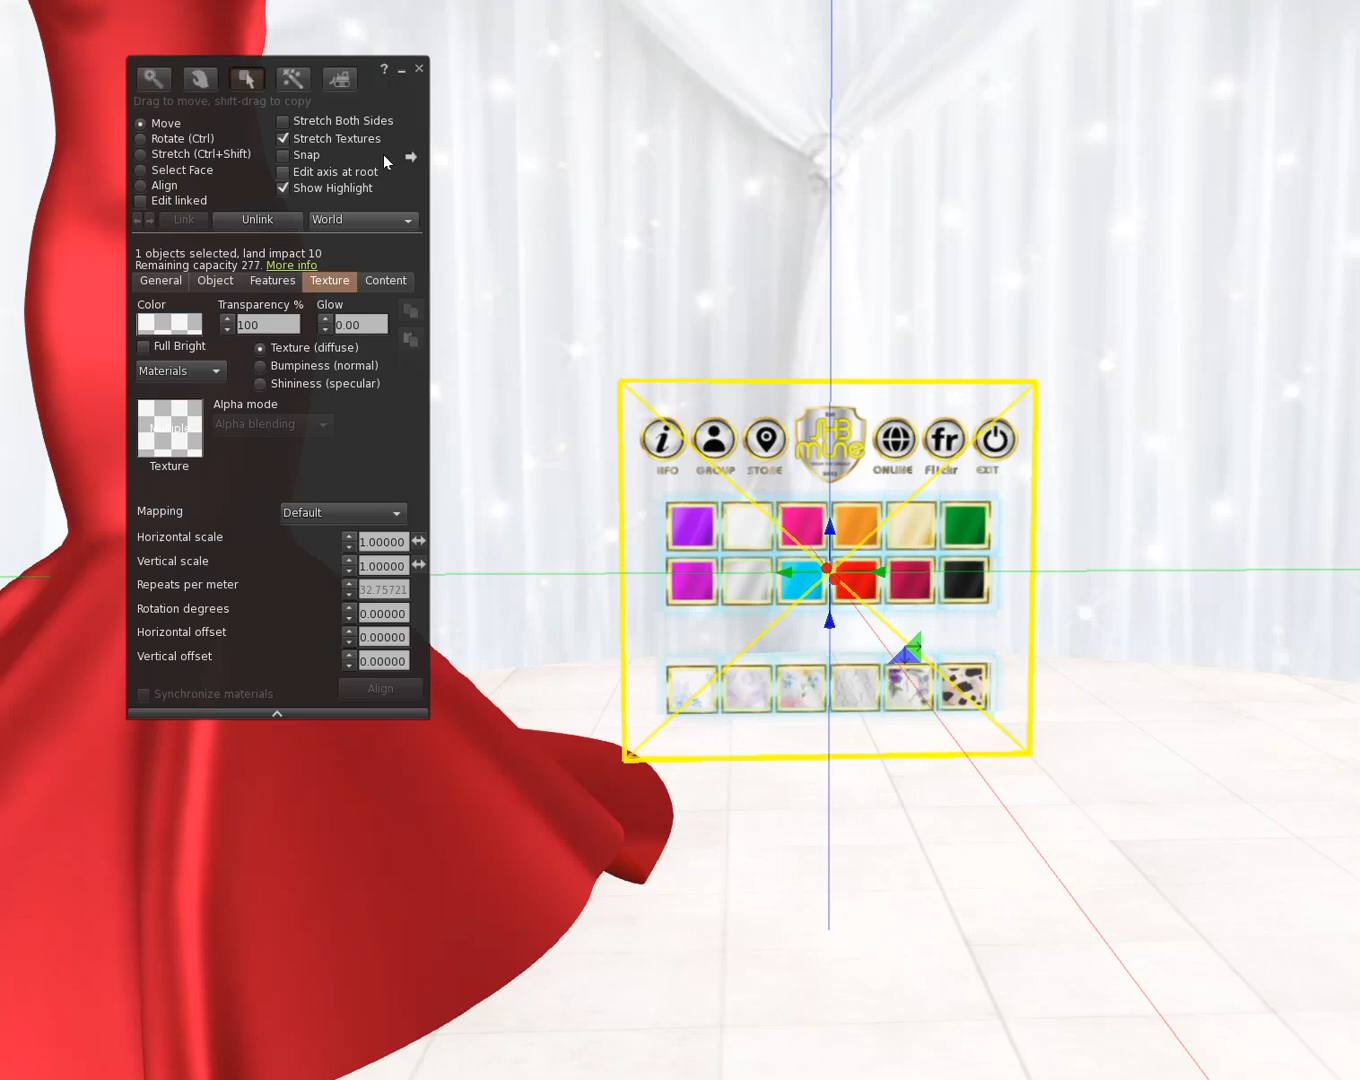 ?
Drag to move, shift-drag to copy
Move
Rotate (Ctrl)
Stretch (Ctrl+Shift)
Select Face
Align
Edit linked
Stretch Both Sides
Stretch Textures
Snap
Edit axis at root
Show Highlight
Link
Unlink
World
1 objects selected, land impact 10
Remaining capacity 277. More info
General Object Features Texture Content
Color Transparency % Glow
100 0.00
Full Bright
Texture (diffuse)
Bumpiness (normal)
Shininess (specular)
Materials
Alpha mode
Alpha blending
Multiple
Texture
Mapping Default
Horizontal scale 1.00000
Vertical scale 1.00000
Repeats per meter 32.75721
Rotation degrees 0.00000
Horizontal offset 0.00000
Vertical offset 0.00000
Synchronize materials Align
i fr
INFO GROUP STORE ONLINE Flickr EXIT